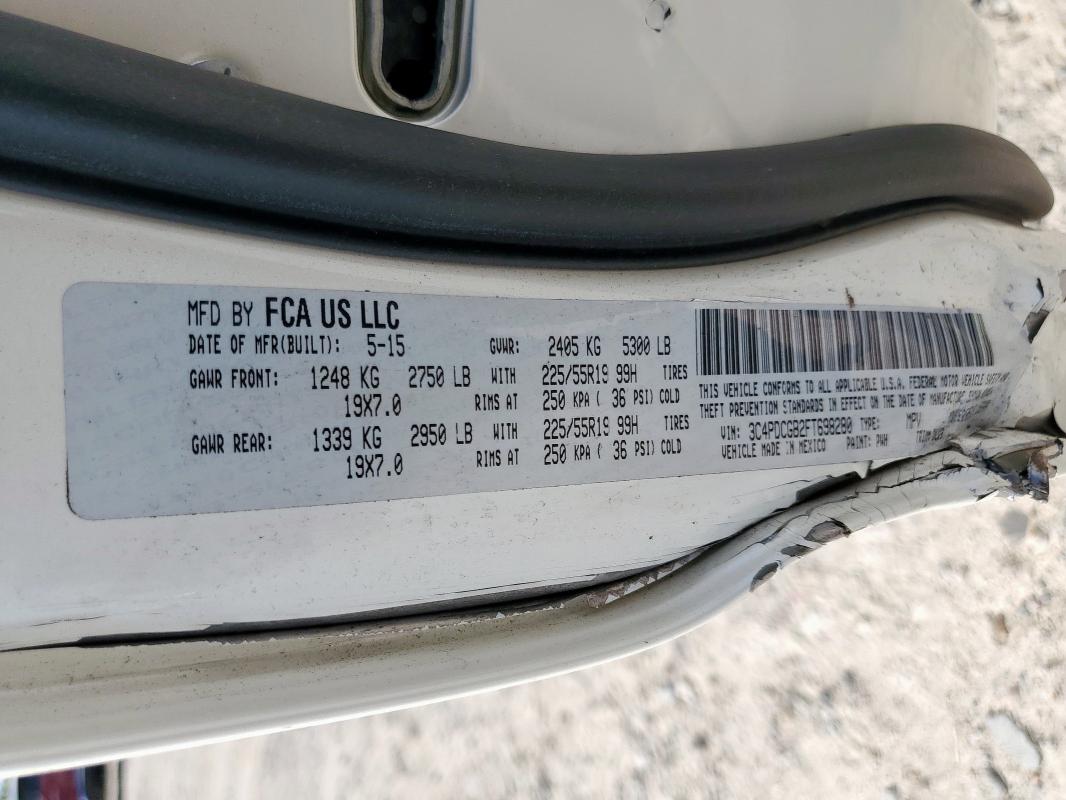 MFD BY FCA US LLC
DATE OF MFR(BUILT): 5-15 GVWR: 2405 KG 5300 LB
GAWR FRONT: 1248 KG 2750 LB WITH 225/55R19 99H TIRES
19X7.0 RIMS AT 250 KPA ( 36 PSI) COLD
GAWR REAR: 1339 KG 2950 LB WITH 225/55R19 99H TIRES
19X7.0 RIMS AT 250 KPA ( 36 PSI) COLD
THIS VEHICLE CONFORMS TO ALL APPLICABLE U.S.A. FEDERAL MOTOR VEHICLE SAFETY AND
THEFT PREVENTION STANDARDS IN EFFECT ON THE DATE OF MANUFACTURE
VIN: 3C4PDCGB2FT698280 TYPE: MPV
VEHICLE MADE IN MEXICO PAINT: PWH TRIM